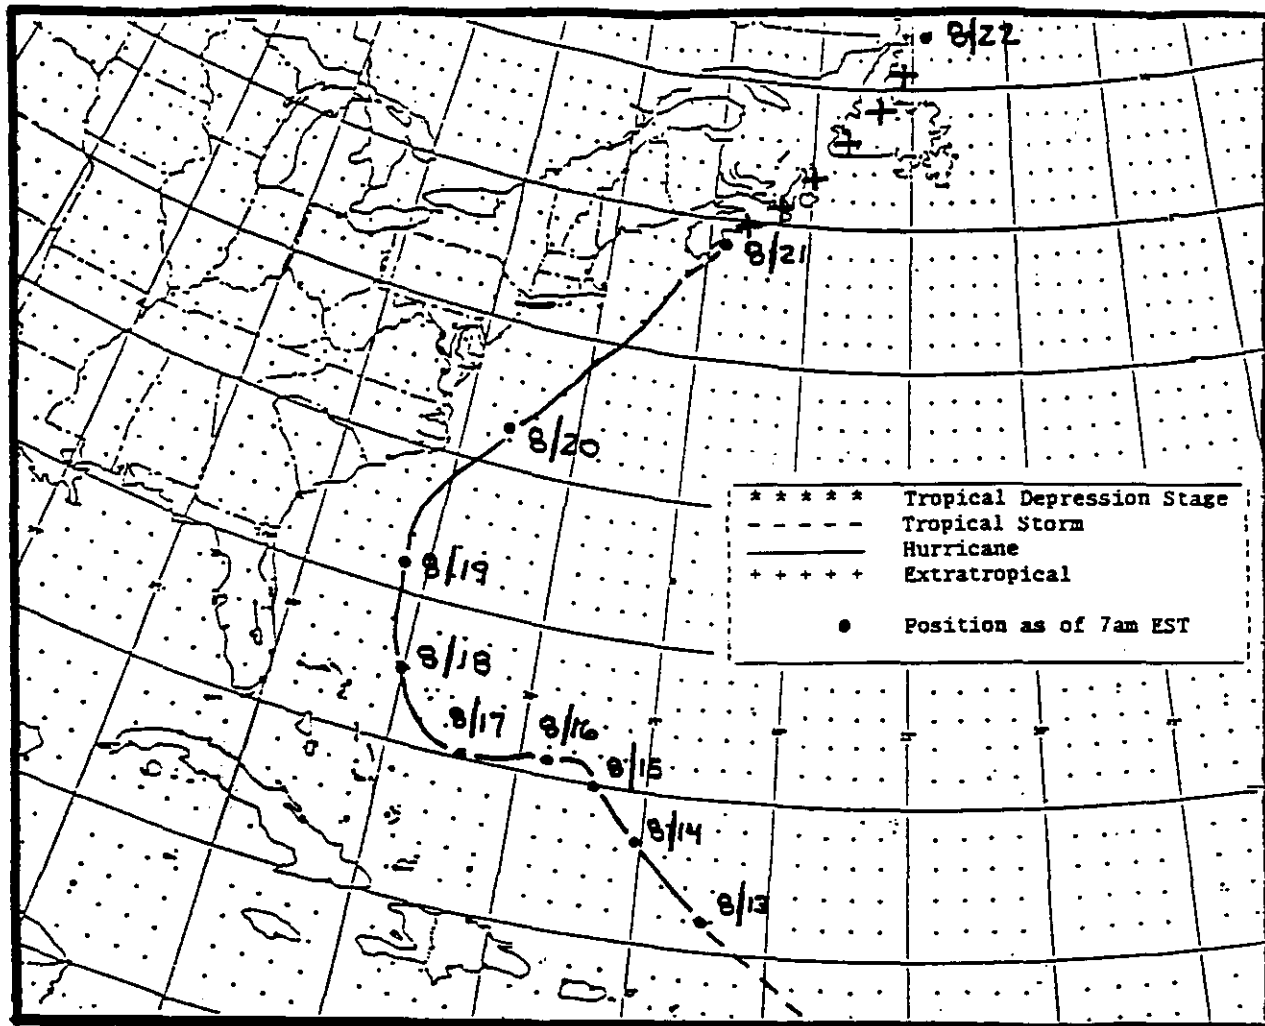 8/22
8/21
8/20
* * * * * Tropical Depression Stage
- - - - - Tropical Storm
Hurricane
+ + + + + Extratropical
● Position as of 7am EST
8/19
8/18
8/17
8/16
8/15
8/14
8/13